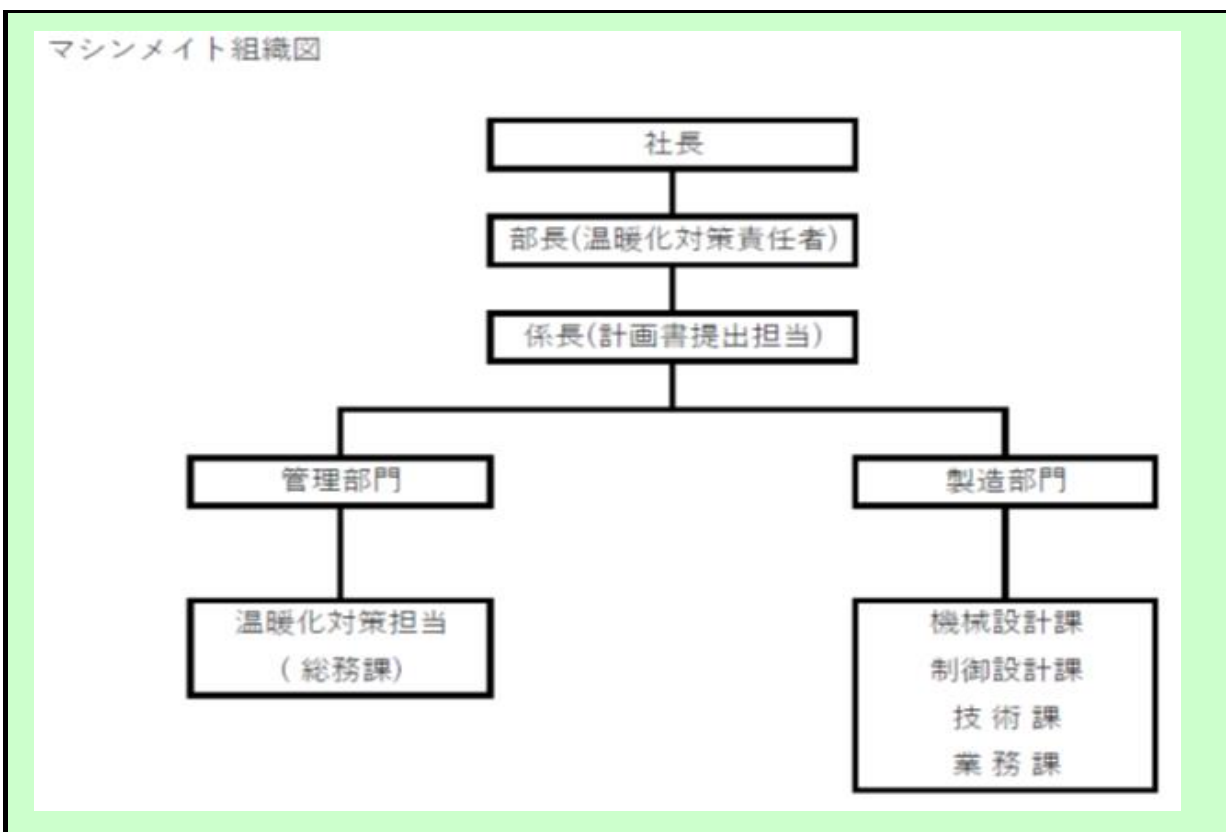 マシンメイト組織図
社長
部長(温暖化対策責任者)
係長(計画書提出担当)
管理部門
製造部門
温暖化対策担当
(総務課)
機械設計課
制御設計課
技術課
業務課